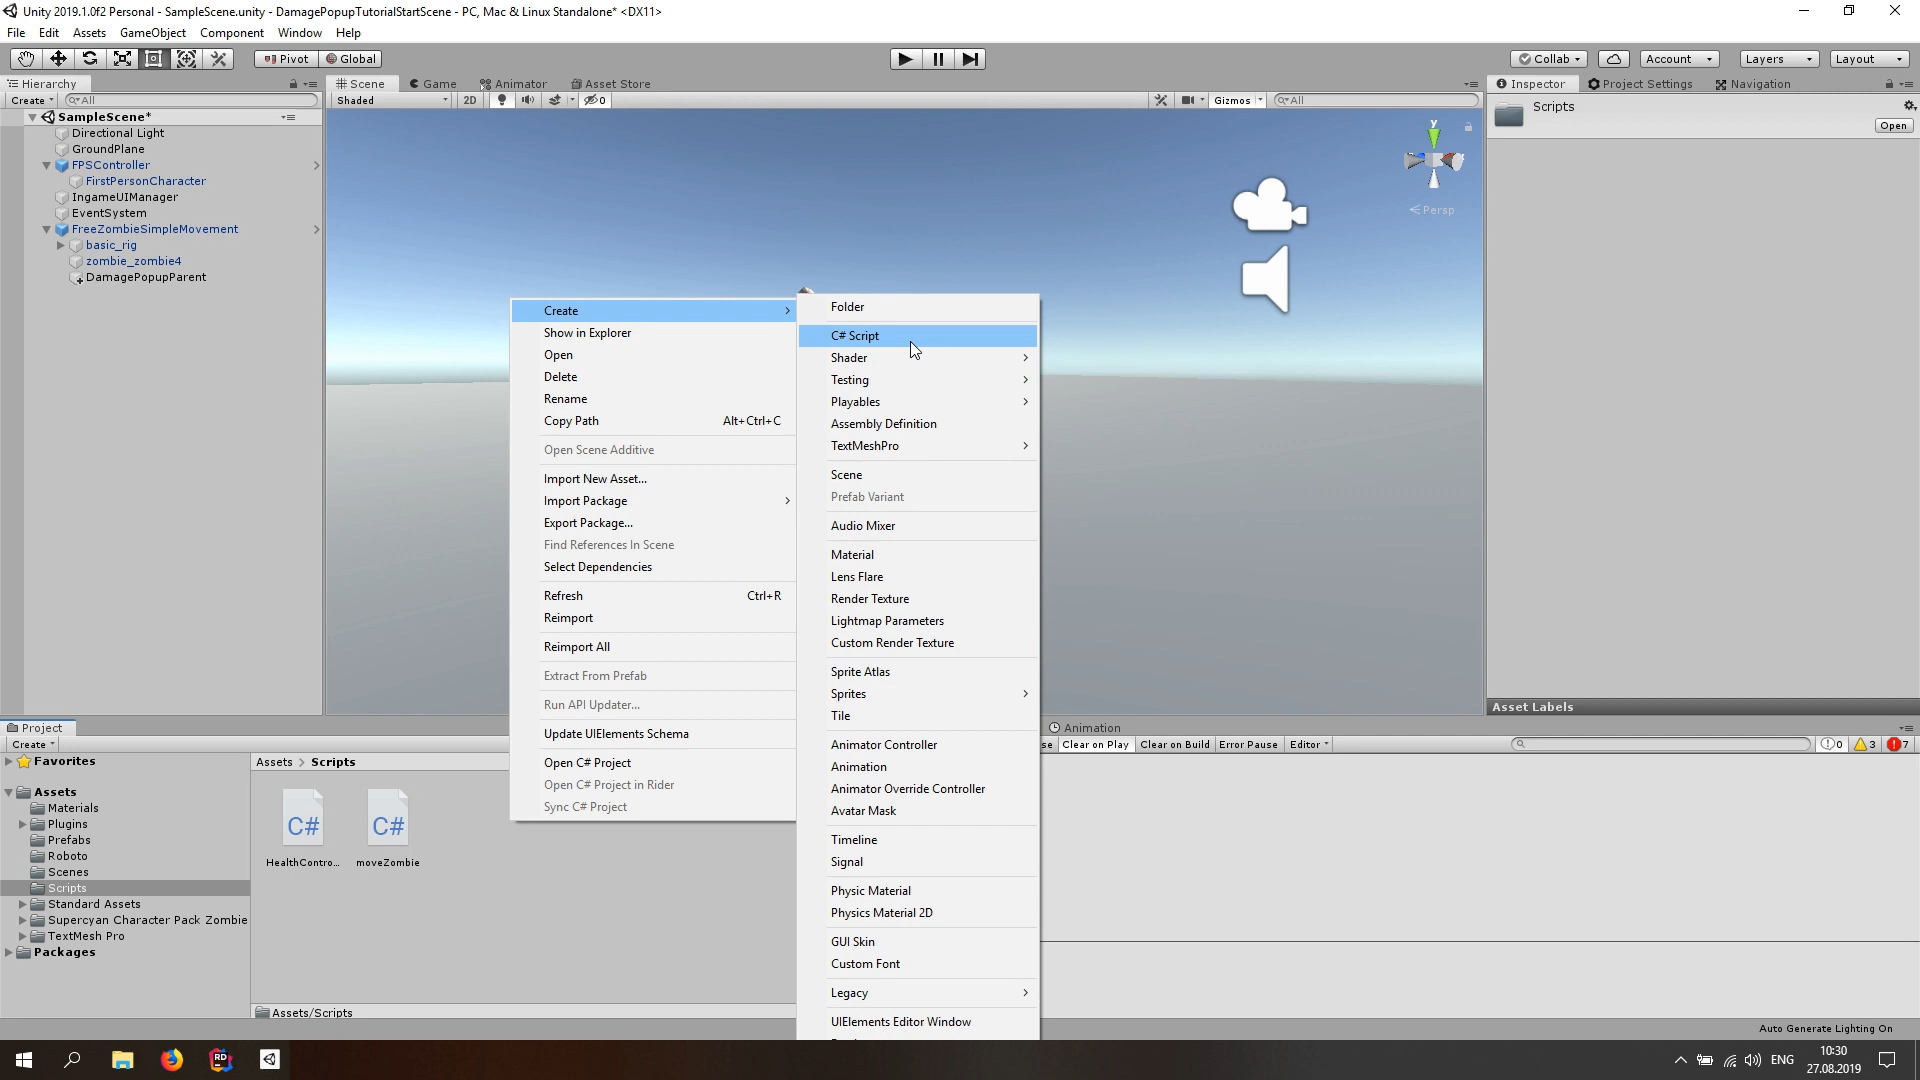 Unity 2019.1.0f2 Personal - SampleScene.unity - DamagePopupTutorialStartScene - PC, Mac & Linux Standalone* <DX11>
File Edit Assets GameObject Component Window Help
Pivot Global Collab Account Layers Layout
Hierarchy Scene Game Animator Asset Store Inspector Project Settings Navigation
Create All Shaded 2D 0 Gizmos All
Scripts
Open
SampleScene*
Directional Light
GroundPlane
FPSController
FirstPersonCharacter
IngameUIManager
EventSystem
FreeZombieSimpleMovement
basic_rig
zombie_zombie4
DamagePopupParent
y
Persp
Create
Show in Explorer
Open
Delete
Rename
Copy Path Alt+Ctrl+C
Open Scene Additive
Import New Asset...
Import Package
Export Package...
Find References In Scene
Select Dependencies
Refresh Ctrl+R
Reimport
Reimport All
Extract From Prefab
Run API Updater...
Update UIElements Schema
Open C# Project
Open C# Project in Rider
Sync C# Project
Folder
C# Script
Shader
Testing
Playables
Assembly Definition
TextMeshPro
Scene
Prefab Variant
Audio Mixer
Material
Lens Flare
Render Texture
Lightmap Parameters
Custom Render Texture
Sprite Atlas
Sprites
Tile
Animator Controller
Animation
Animator Override Controller
Avatar Mask
Timeline
Signal
Physic Material
Physics Material 2D
GUI Skin
Custom Font
Legacy
UIElements Editor Window
Asset Labels
Project
Create
Favorites
Assets
Materials
Plugins
Prefabs
Roboto
Scenes
Scripts
Standard Assets
Supercyan Character Pack Zombie
TextMesh Pro
Packages
Assets > Scripts
C# C#
HealthContro... moveZombie
Assets/Scripts
Animation
se Clear on Play Clear on Build Error Pause Editor 0 3 7
Auto Generate Lighting On
RD
ENG
10:30
27.08.2019